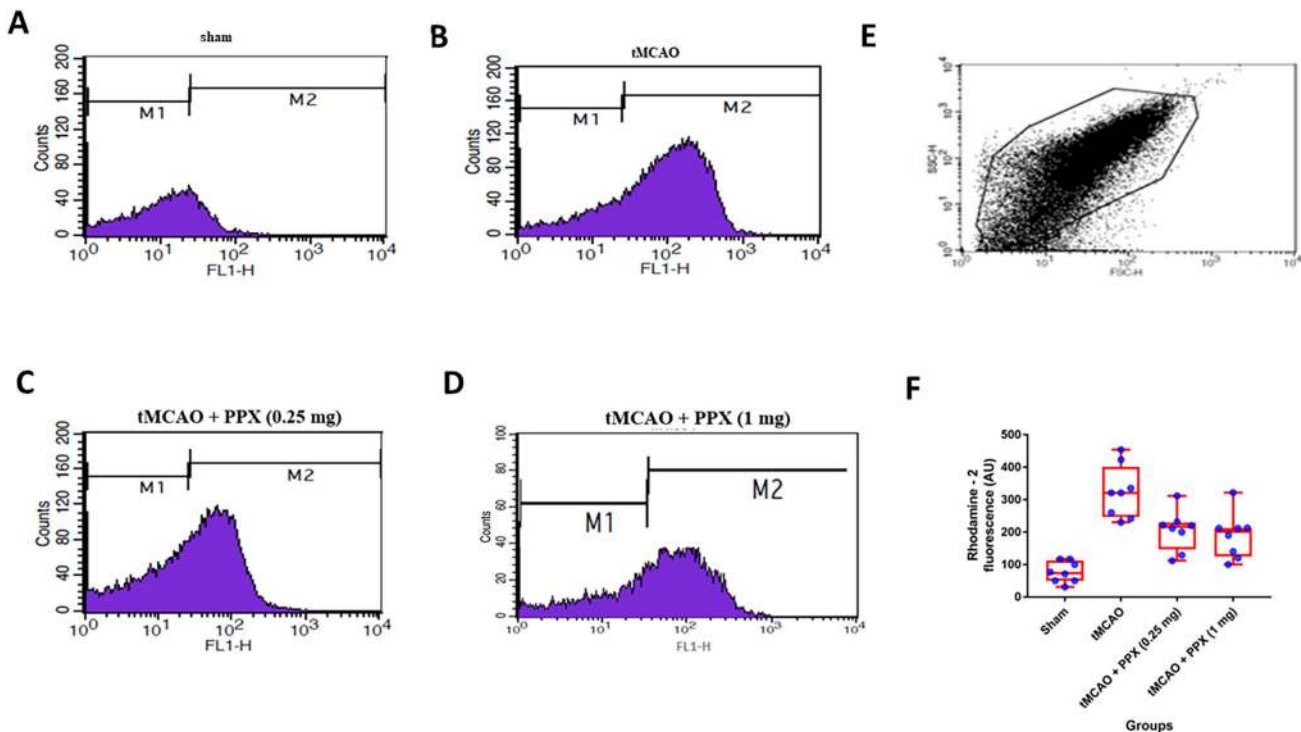 A
sham
Counts
200
160
120
80
40
0
M1
M2
10^0
10^1
10^2
10^3
10^4
FL1-H
B
tMCAO
Counts
200
160
120
80
40
0
M1
M2
10^0
10^1
10^2
10^3
10^4
FL1-H
E
SSC-H
10^4
10^3
10^2
10^1
10^0
10^0
10^1
10^2
10^3
10^4
FSC-H
C
tMCAO + PPX (0.25 mg)
Counts
200
160
120
80
40
0
M1
M2
10^0
10^1
10^2
10^3
10^4
FL1-H
D
tMCAO + PPX (1 mg)
Counts
100
80
60
40
20
0
M1
M2
10^0
10^1
10^2
10^3
10^4
FL1-H
F
Rhodamine - 2
fluorescence (AU)
500
400
300
200
100
0
Sham
tMCAO
tMCAO + PPX (0.25 mg)
tMCAO + PPX (1 mg)
Groups